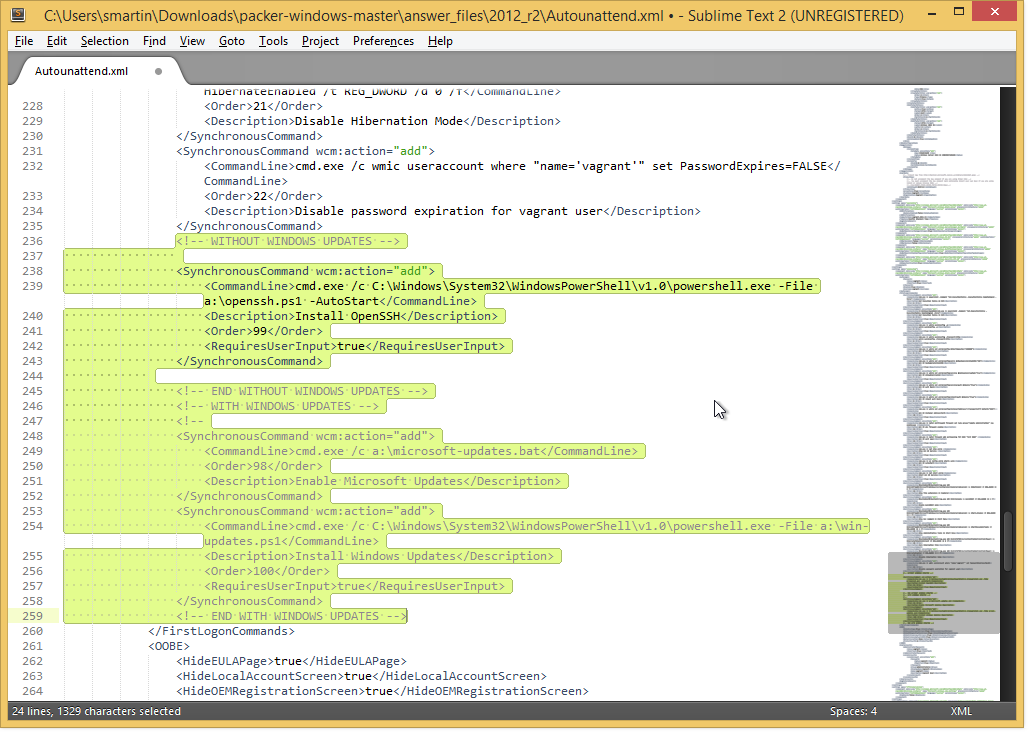 C:\Users\smartin\Downloads\packer-windows-master\answer_files\2012_r2\Autounattend.xml • - Sublime Text 2 (UNREGISTERED)
File Edit Selection Find View Goto Tools Project Preferences Help
Autounattend.xml
HibernateEnabled /t REG_DWORD /d 0 /f</CommandLine>
228 <Order>21</Order>
229 <Description>Disable Hibernation Mode</Description>
230 </SynchronousCommand>
231 <SynchronousCommand wcm:action="add">
232 <CommandLine>cmd.exe /c wmic useraccount where "name='vagrant'" set PasswordExpires=FALSE</
CommandLine>
233 <Order>22</Order>
234 <Description>Disable password expiration for vagrant user</Description>
235 </SynchronousCommand>
236 <!-- WITHOUT WINDOWS UPDATES -->
237
238 <SynchronousCommand wcm:action="add">
239 <CommandLine>cmd.exe /c C:\Windows\System32\WindowsPowerShell\v1.0\powershell.exe -File
a:\openssh.ps1 -AutoStart</CommandLine>
240 <Description>Install OpenSSH</Description>
241 <Order>99</Order>
242 <RequiresUserInput>true</RequiresUserInput>
243 </SynchronousCommand>
244
245 <!-- END WITHOUT WINDOWS UPDATES -->
246 <!-- WITH WINDOWS UPDATES -->
247 <!--
248 <SynchronousCommand wcm:action="add">
249 <CommandLine>cmd.exe /c a:\microsoft-updates.bat</CommandLine>
250 <Order>98</Order>
251 <Description>Enable Microsoft Updates</Description>
252 </SynchronousCommand>
253 <SynchronousCommand wcm:action="add">
254 <CommandLine>cmd.exe /c C:\Windows\System32\WindowsPowerShell\v1.0\powershell.exe -File a:\win-
updates.ps1</CommandLine>
255 <Description>Install Windows Updates</Description>
256 <Order>100</Order>
257 <RequiresUserInput>true</RequiresUserInput>
258 </SynchronousCommand>
259 <!-- END WITH WINDOWS UPDATES -->
260 </FirstLogonCommands>
261 <OOBE>
262 <HideEULAPage>true</HideEULAPage>
263 <HideLocalAccountScreen>true</HideLocalAccountScreen>
264 <HideOEMRegistrationScreen>true</HideOEMRegistrationScreen>
24 lines, 1329 characters selected
Spaces: 4
XML